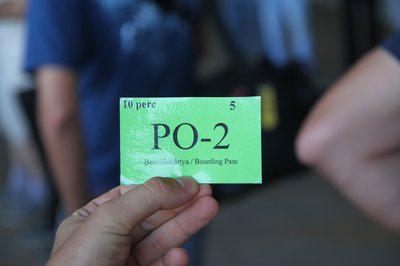 10 perc 5
PO-2
Beszállókártya / Boarding Pass